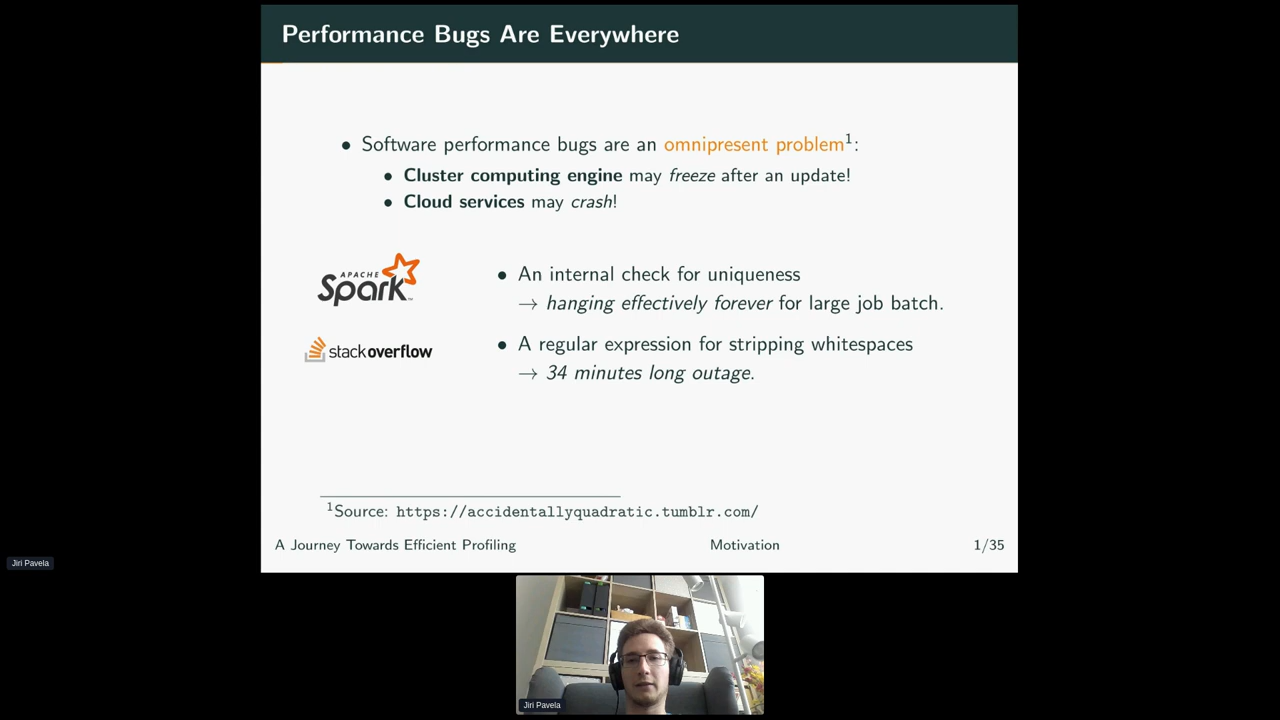 Performance Bugs Are Everywhere
• Software performance bugs are an omnipresent problem¹:
• Cluster computing engine may freeze after an update!
• Cloud services may crash!
APACHE
Spark™
• An internal check for uniqueness
→ hanging effectively forever for large job batch.
stackoverflow
• A regular expression for stripping whitespaces
→ 34 minutes long outage.
¹Source: https://accidentallyquadratic.tumblr.com/
A Journey Towards Efficient Profiling Motivation 1/35
Jiri Pavela
Jiri Pavela